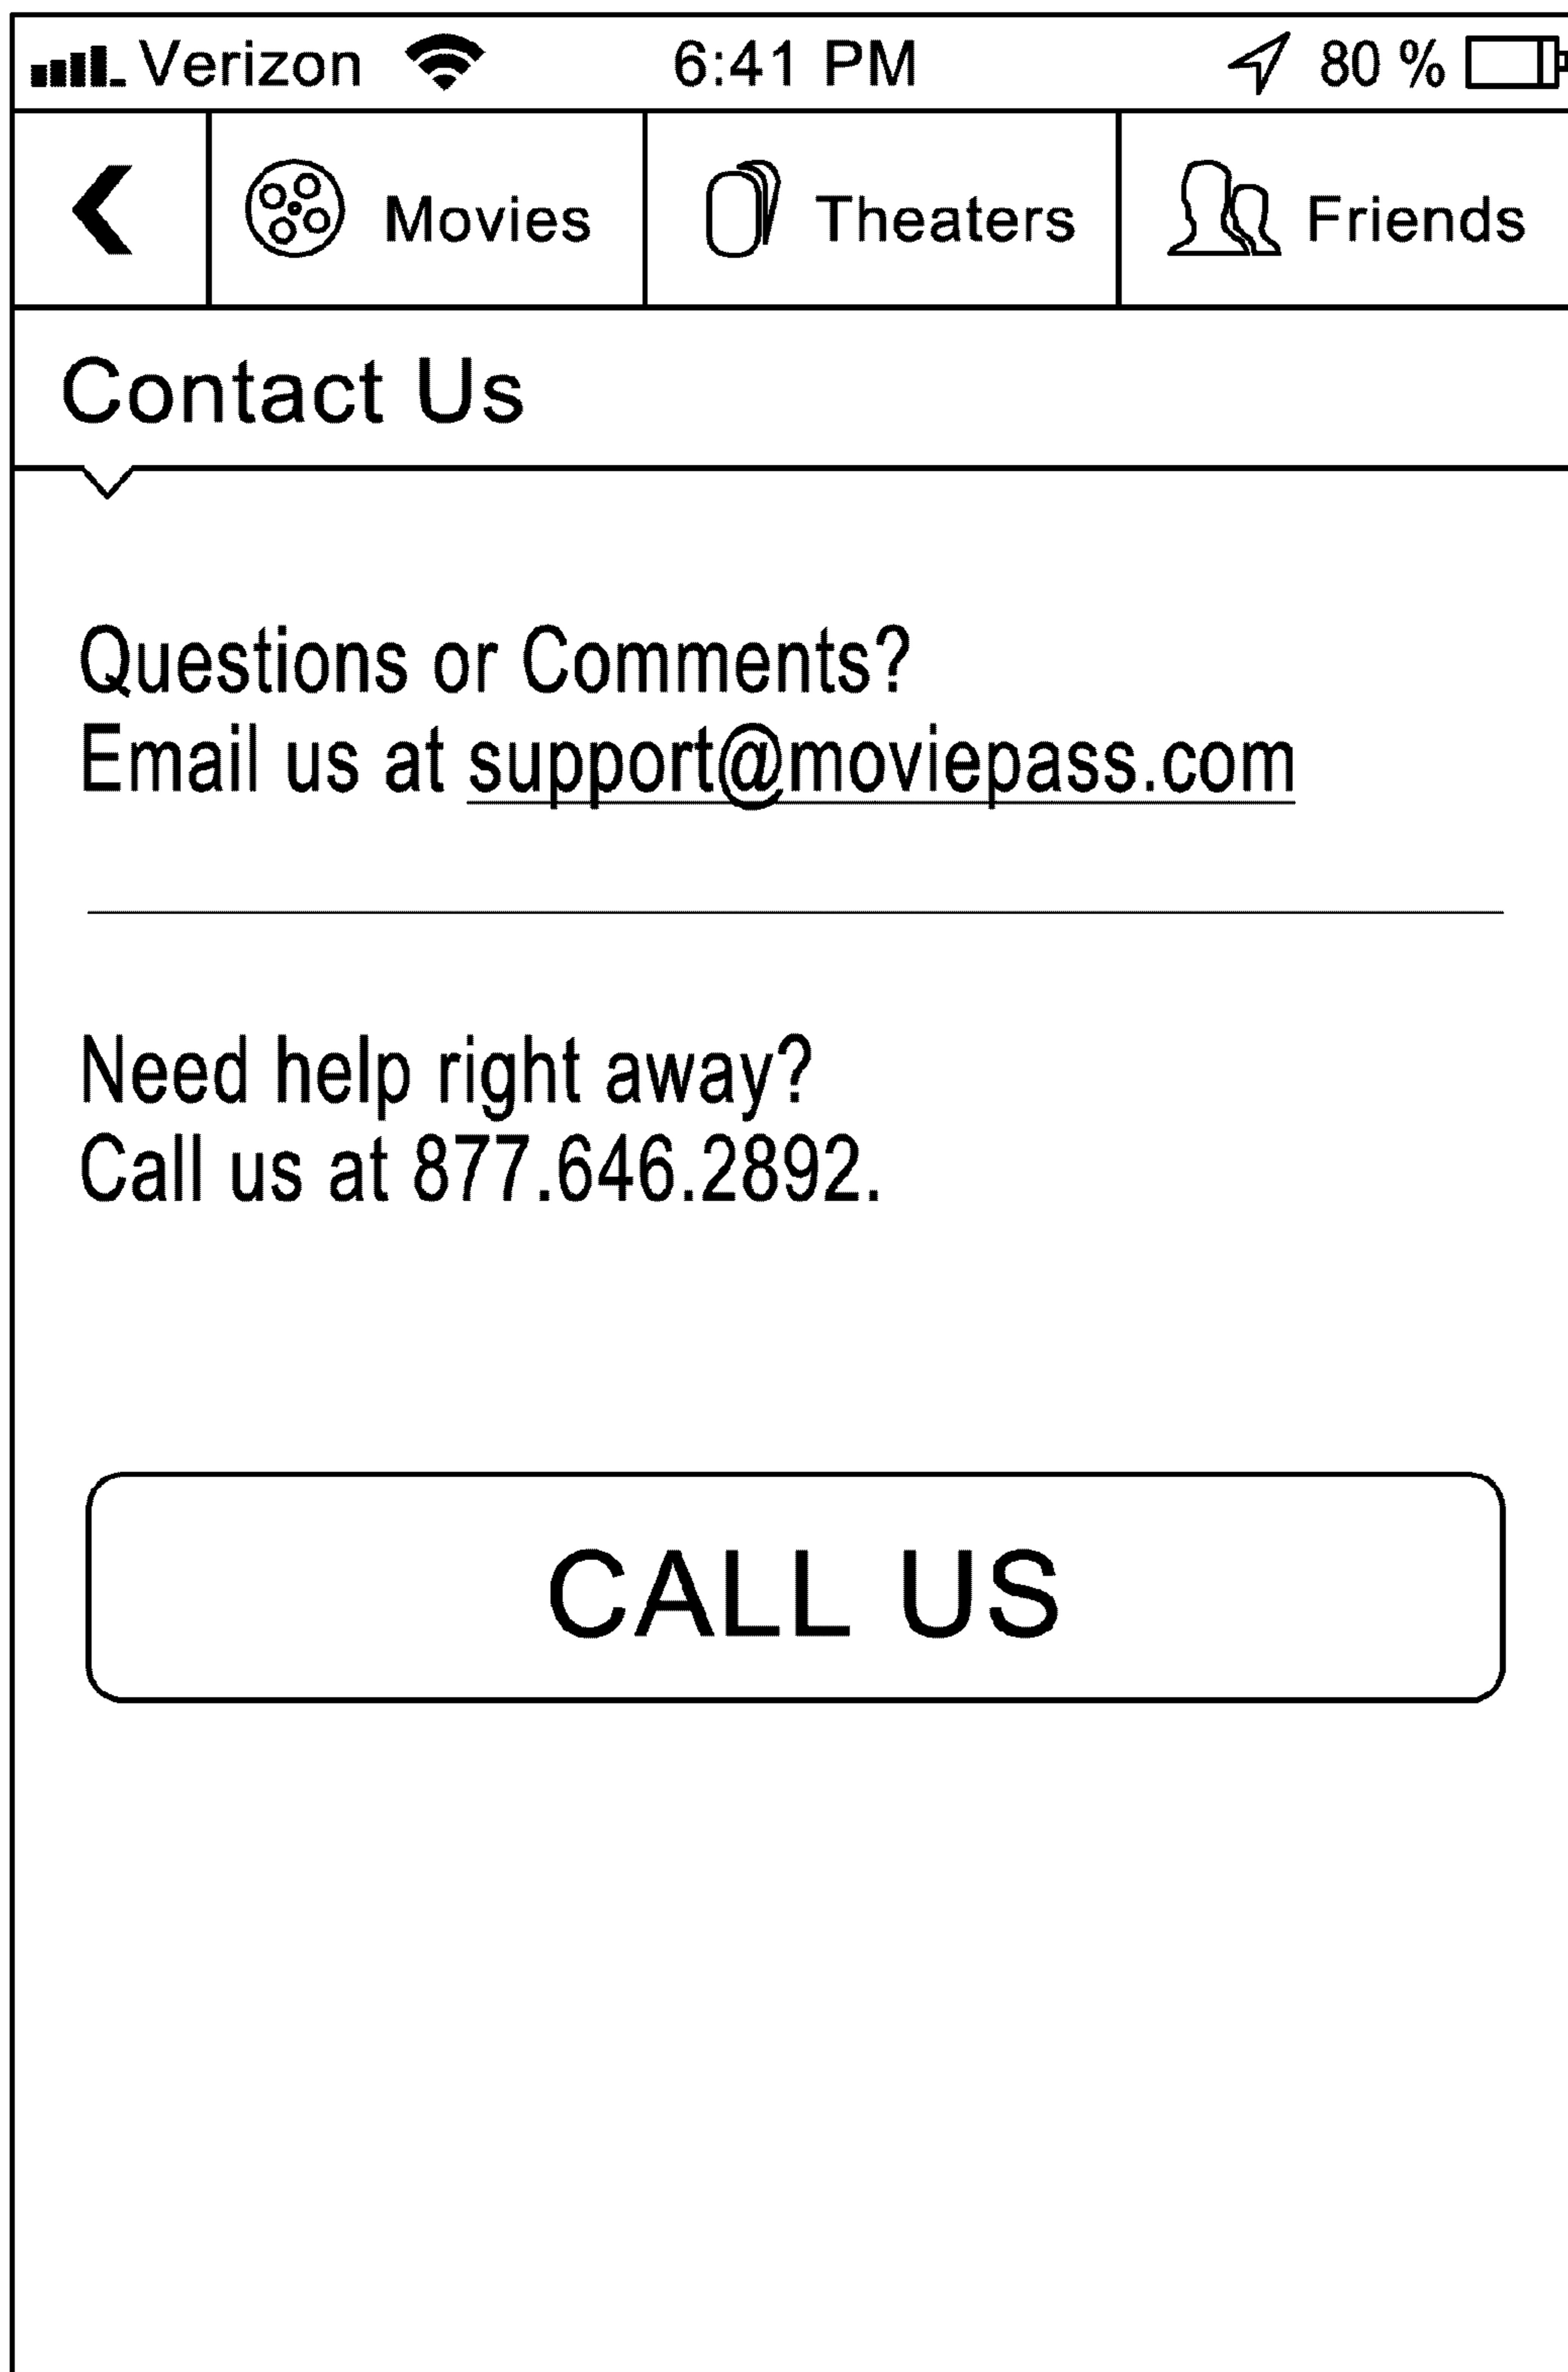 Verizon 6:41 PM 80 %
Movies Theaters Friends
Contact Us
Questions or Comments?
Email us at support@moviepass.com
Need help right away?
Call us at 877.646.2892.
CALL US